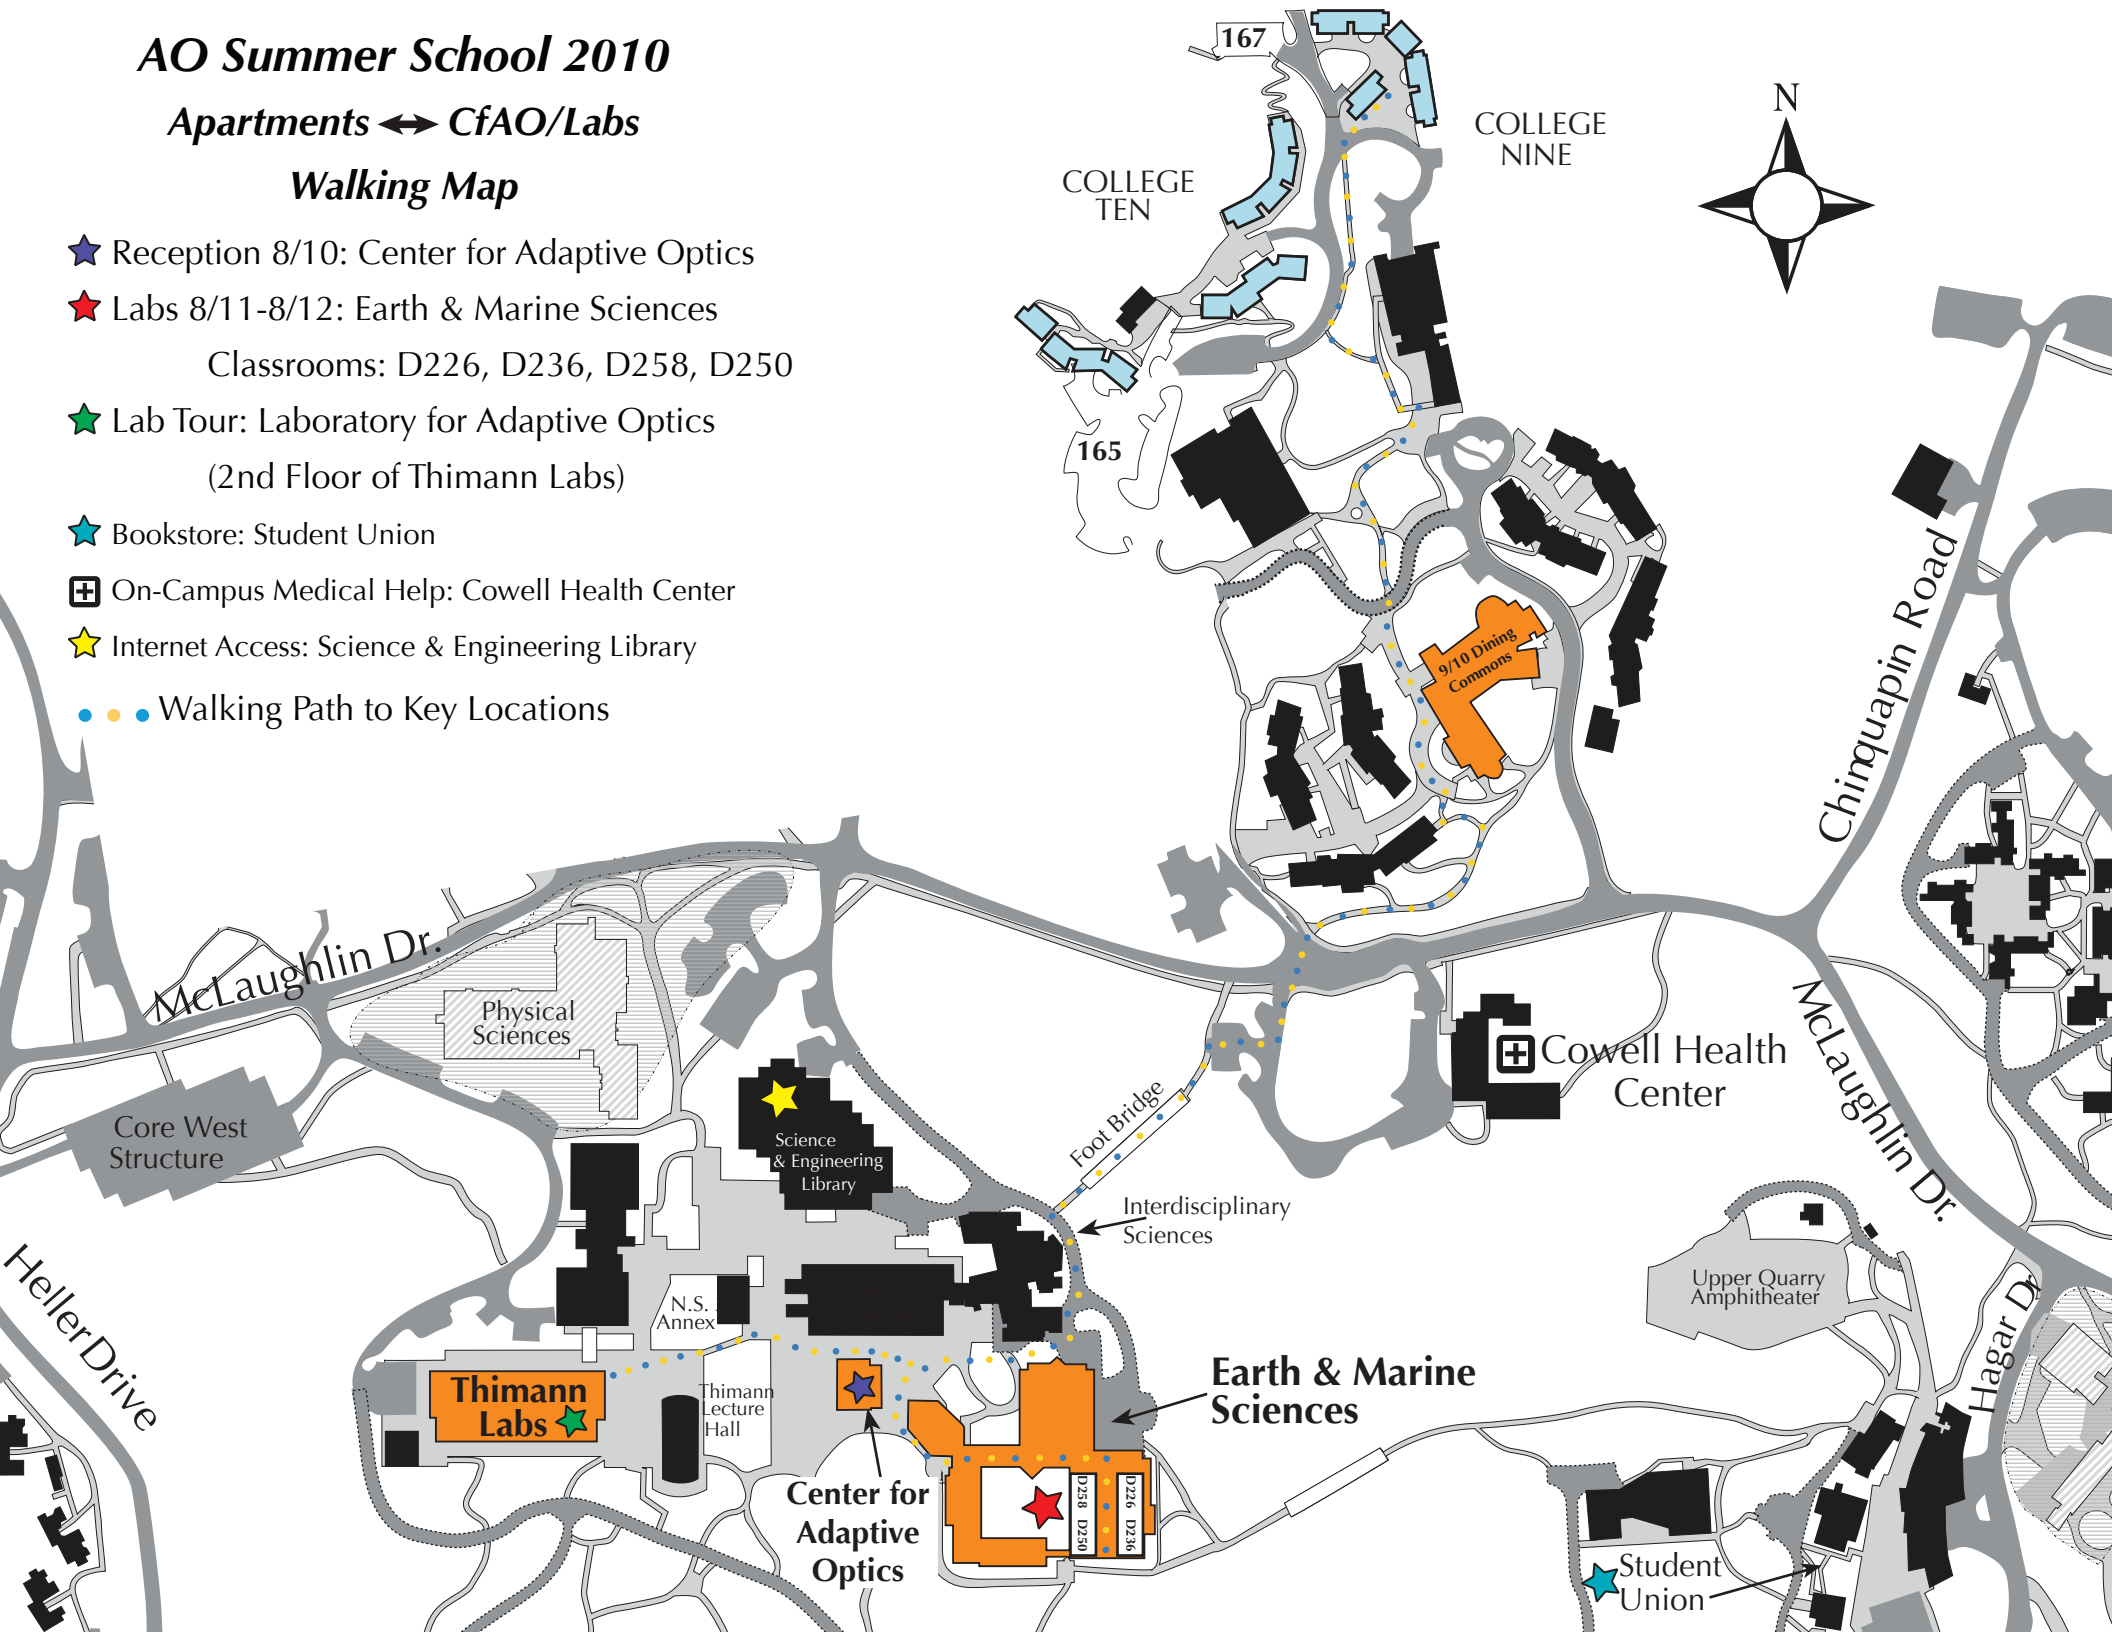 AO Summer School 2010
Apartments ↔ CfAO/Labs
Walking Map
Reception 8/10: Center for Adaptive Optics
Labs 8/11-8/12: Earth & Marine Sciences
Classrooms: D226, D236, D258, D250
Lab Tour: Laboratory for Adaptive Optics
(2nd Floor of Thimann Labs)
Bookstore: Student Union
On-Campus Medical Help: Cowell Health Center
Internet Access: Science & Engineering Library
Walking Path to Key Locations
167
COLLEGE
NINE
COLLEGE
TEN
N
165
9/10 Dining
Commons
Chinquapin Road
McLaughlin Dr.
Physical
Sciences
Core West
Structure
Science
& Engineering
Library
Foot Bridge
Cowell Health
Center
McLaughlin Dr.
Interdisciplinary
Sciences
Upper Quarry
Amphitheater
Hagar Dr
Heller Drive
N.S.
Annex
Thimann
Labs
Thimann
Lecture
Hall
Earth & Marine
Sciences
Center for
Adaptive
Optics
D258 D250
D226 D236
Student
Union